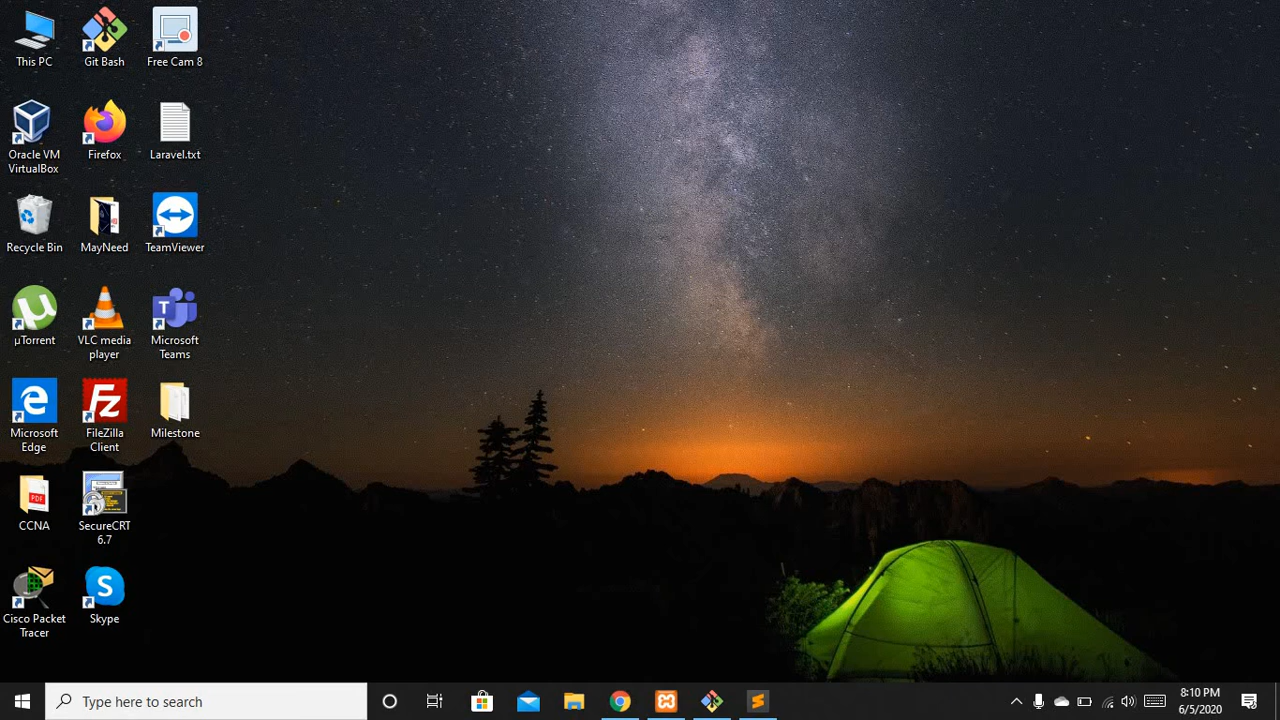 This PC
Git Bash
Free Cam 8
Oracle VM
VirtualBox
Firefox
Laravel.txt
Recycle Bin
MayNeed
TeamViewer
µTorrent
VLC media
player
Microsoft
Teams
Microsoft
Edge
FileZilla
Client
Milestone
CCNA
SecureCRT
6.7
Cisco Packet
Tracer
Skype
Type here to search
8:10 PM
6/5/2020